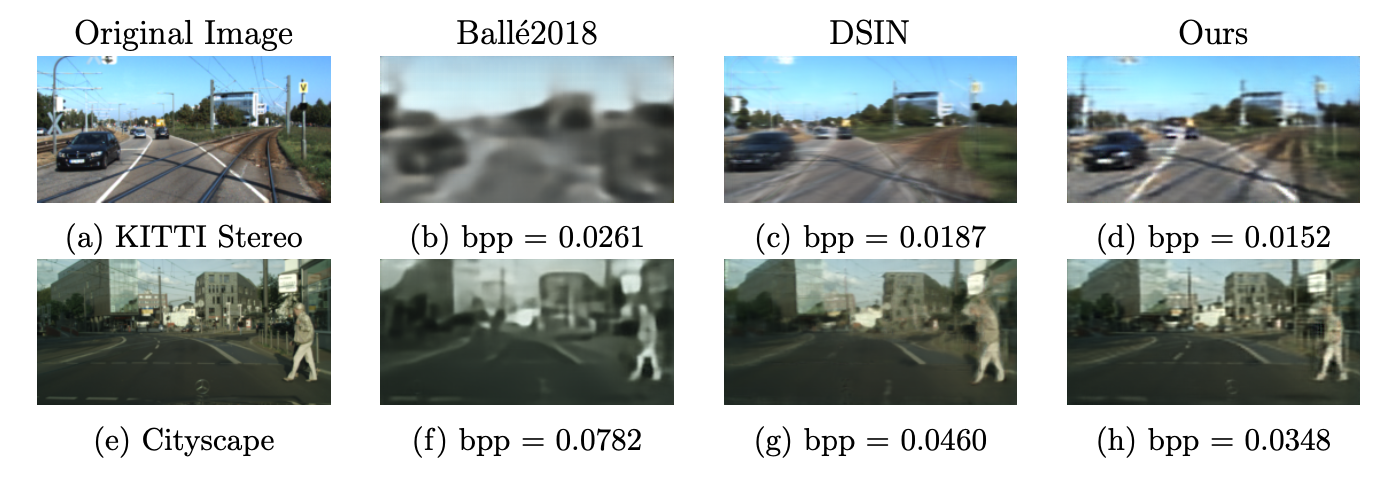 Original Image
Ballé2018
DSIN
Ours
(a) KITTI Stereo
(b) bpp = 0.0261
(c) bpp = 0.0187
(d) bpp = 0.0152
(e) Cityscape
(f) bpp = 0.0782
(g) bpp = 0.0460
(h) bpp = 0.0348